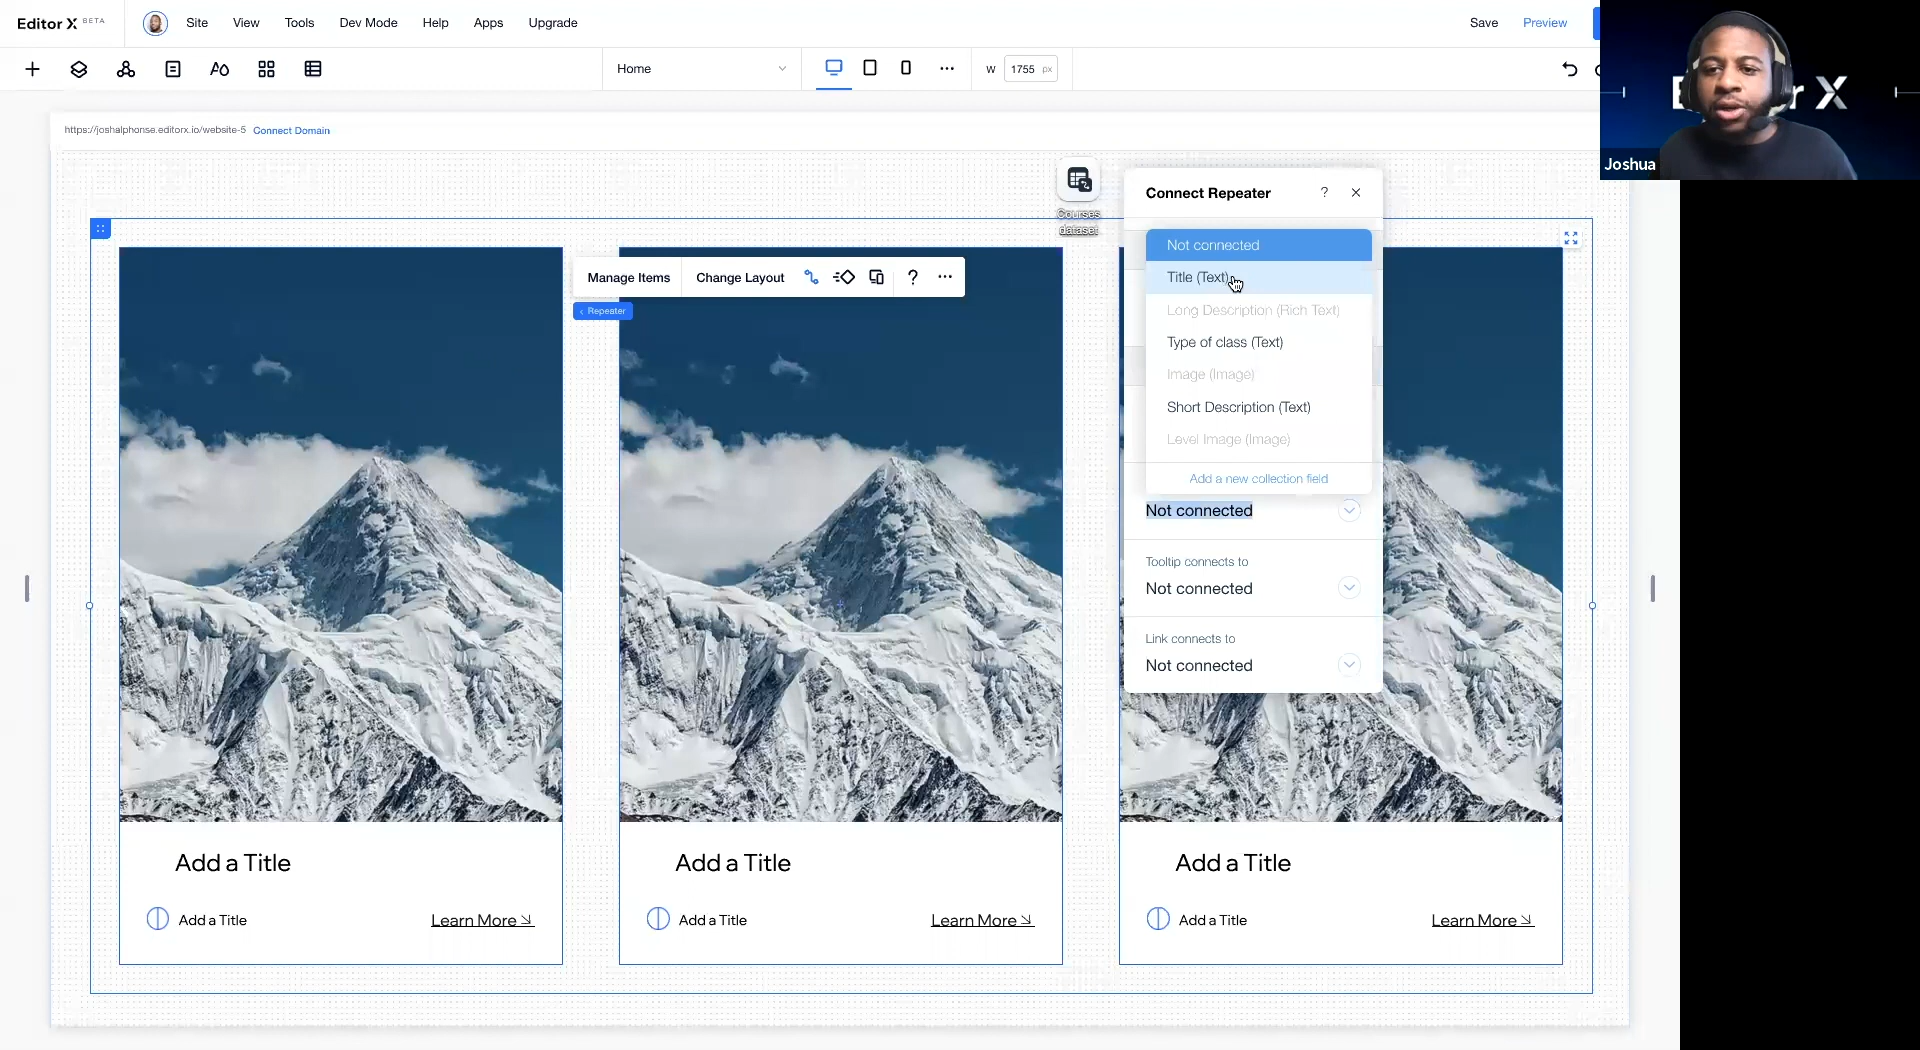 Editor X BETA
Site
View
Tools
Dev Mode
Help
Apps
Upgrade
Save
Preview
Home
W
1755 px
Joshua
https://joshalphonse.editorx.io/website-5 Connect Domain
Courses
dataset
Connect Repeater
?
Not connected
Title (Text)
Long Description (Rich Text)
Type of class (Text)
Image (Image)
Short Description (Text)
Level Image (Image)
Add a new collection field
Not connected
Tooltip connects to
Not connected
Link connects to
Not connected
Manage Items
Change Layout
?
Repeater
Add a Title
Add a Title
Learn More
Add a Title
Add a Title
Learn More
Add a Title
Add a Title
Learn More